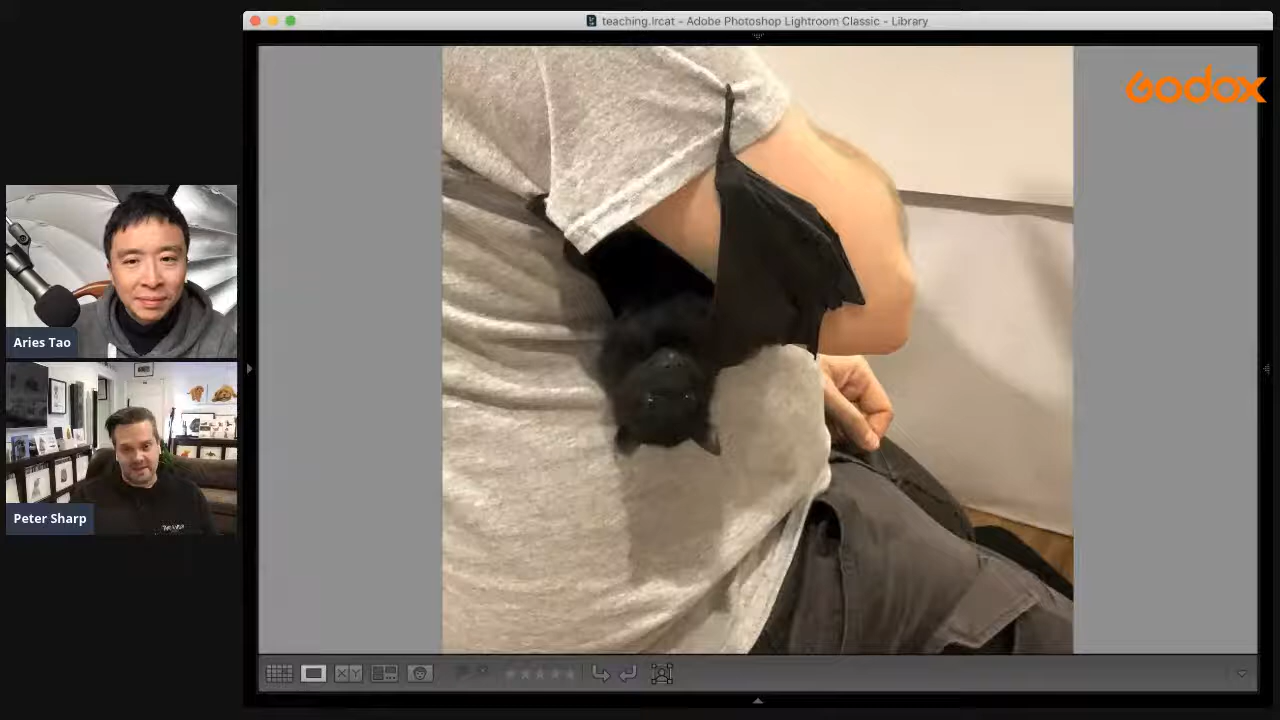 teaching.lrcat - Adobe Photoshop Lightroom Classic - Library
Godox
Aries Tao
Peter Sharp